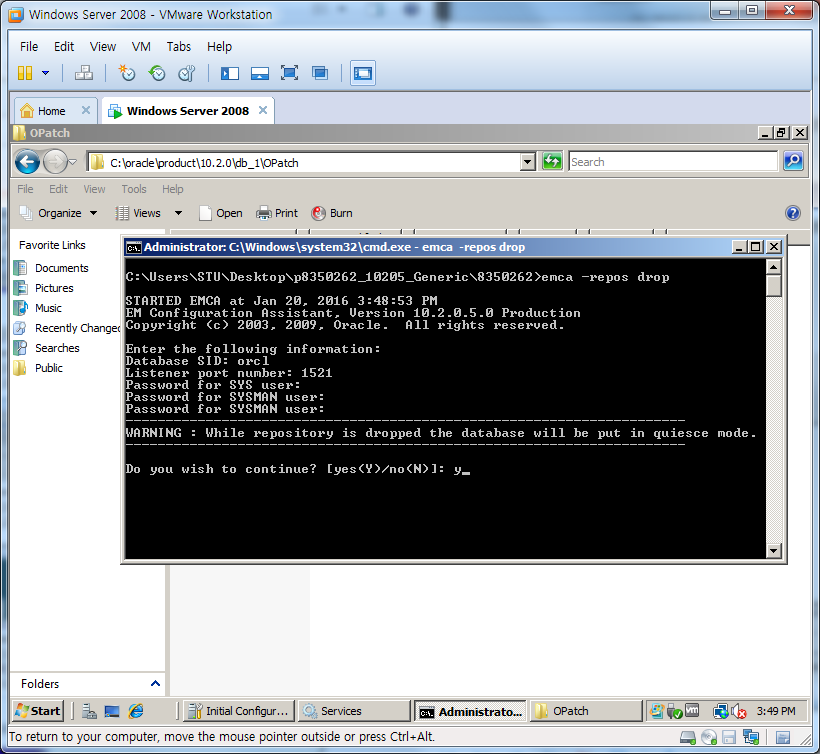 Windows Server 2008 - VMware Workstation
File Edit View VM Tabs Help
Home Windows Server 2008
OPatch
C:\oracle\product\10.2.0\db_1\OPatch Search
File Edit View Tools Help
Organize Views Open Print Burn
Favorite Links
Documents
Pictures
Music
Recently Changed
Searches
Public
Folders
Administrator: C:\Windows\system32\cmd.exe - emca -repos drop
C:\Users\STU\Desktop\p8350262_10205_Generic\8350262>emca -repos drop
STARTED EMCA at Jan 20, 2016 3:48:53 PM
EM Configuration Assistant, Version 10.2.0.5.0 Production
Copyright (c) 2003, 2009, Oracle.  All rights reserved.
Enter the following information:
Database SID: orcl
Listener port number: 1521
Password for SYS user:
Password for SYSMAN user:
Password for SYSMAN user:
----------------------------------------------------------------------
WARNING : While repository is dropped the database will be put in quiesce mode.
----------------------------------------------------------------------
Do you wish to continue? [yes(Y)/no(N)]: y_
Start Initial Configur... Services Administrato... OPatch 3:49 PM
To return to your computer, move the mouse pointer outside or press Ctrl+Alt.